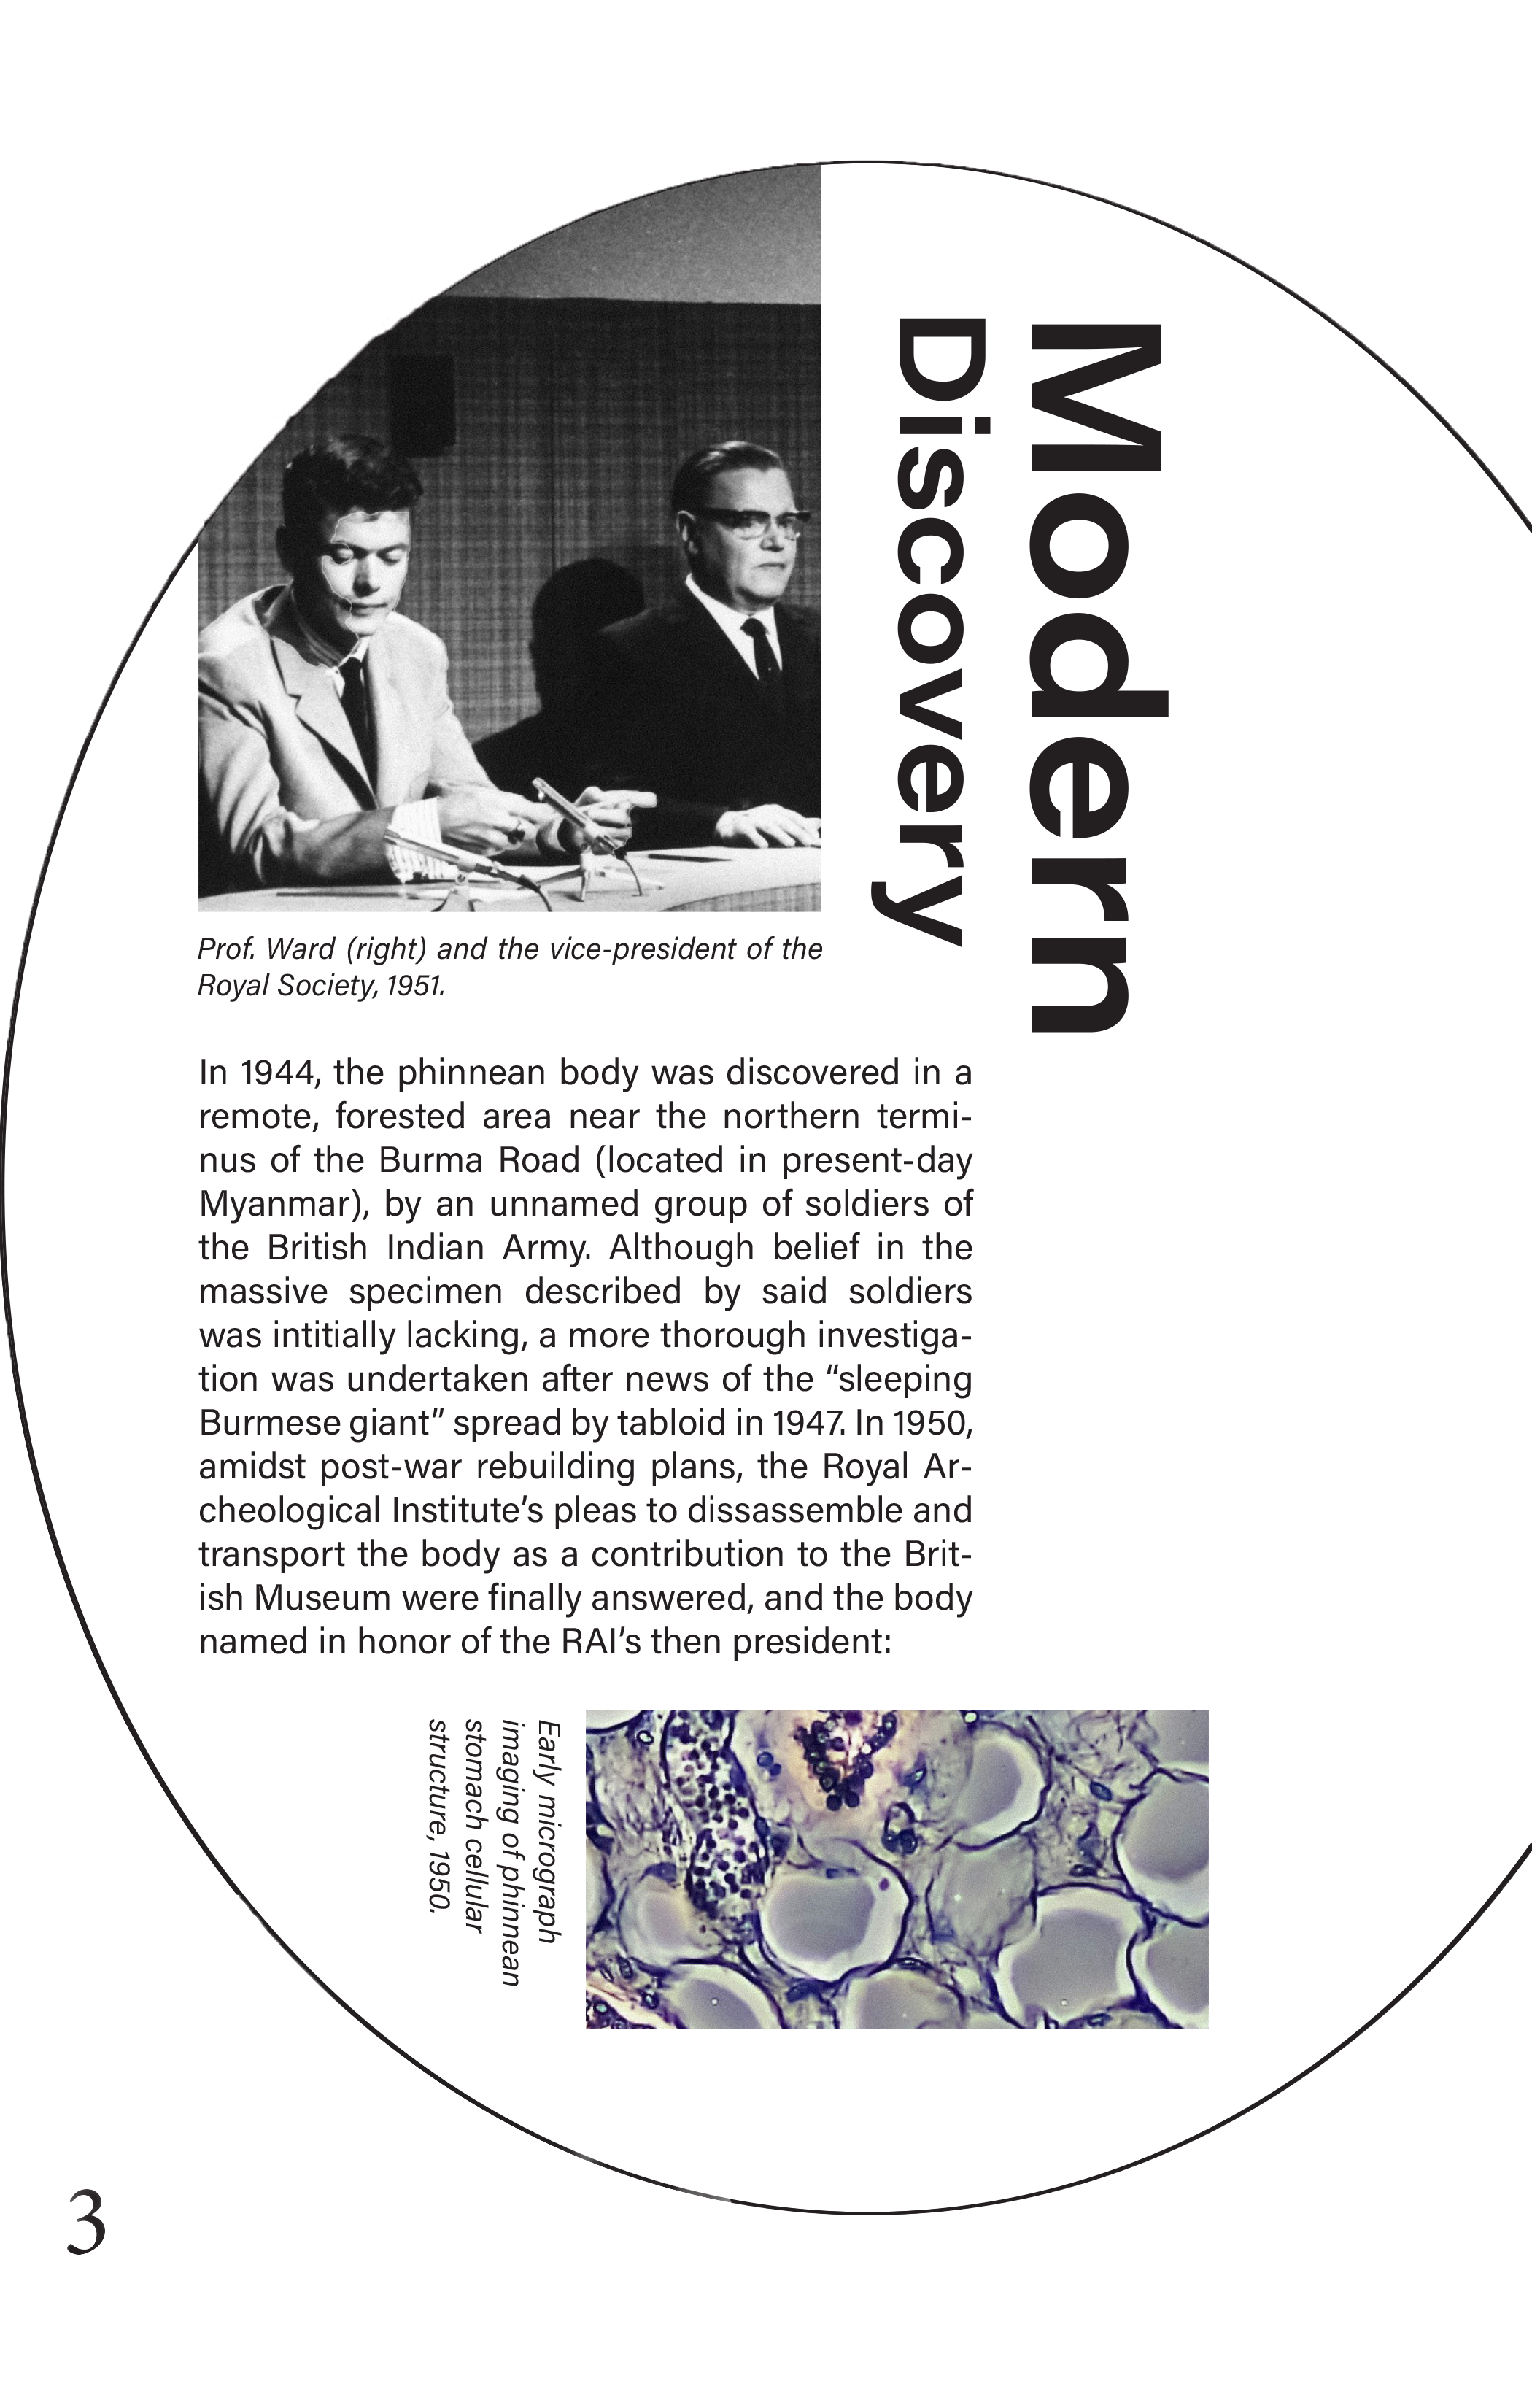 Modern
Discovery
Prof. Ward (right) and the vice-president of the
Royal Society, 1951.
In 1944, the phinnean body was discovered in a
remote, forested area near the northern termi-
nus of the Burma Road (located in present-day
Myanmar), by an unnamed group of soldiers of
the British Indian Army. Although belief in the
massive specimen described by said soldiers
was intitially lacking, a more thorough investiga-
tion was undertaken after news of the “sleeping
Burmese giant” spread by tabloid in 1947. In 1950,
amidst post-war rebuilding plans, the Royal Ar-
cheological Institute’s pleas to dissassemble and
transport the body as a contribution to the Brit-
ish Museum were finally answered, and the body
named in honor of the RAI’s then president:
Early micrograph
imaging of phinnean
stomach cellular
structure, 1950.
3